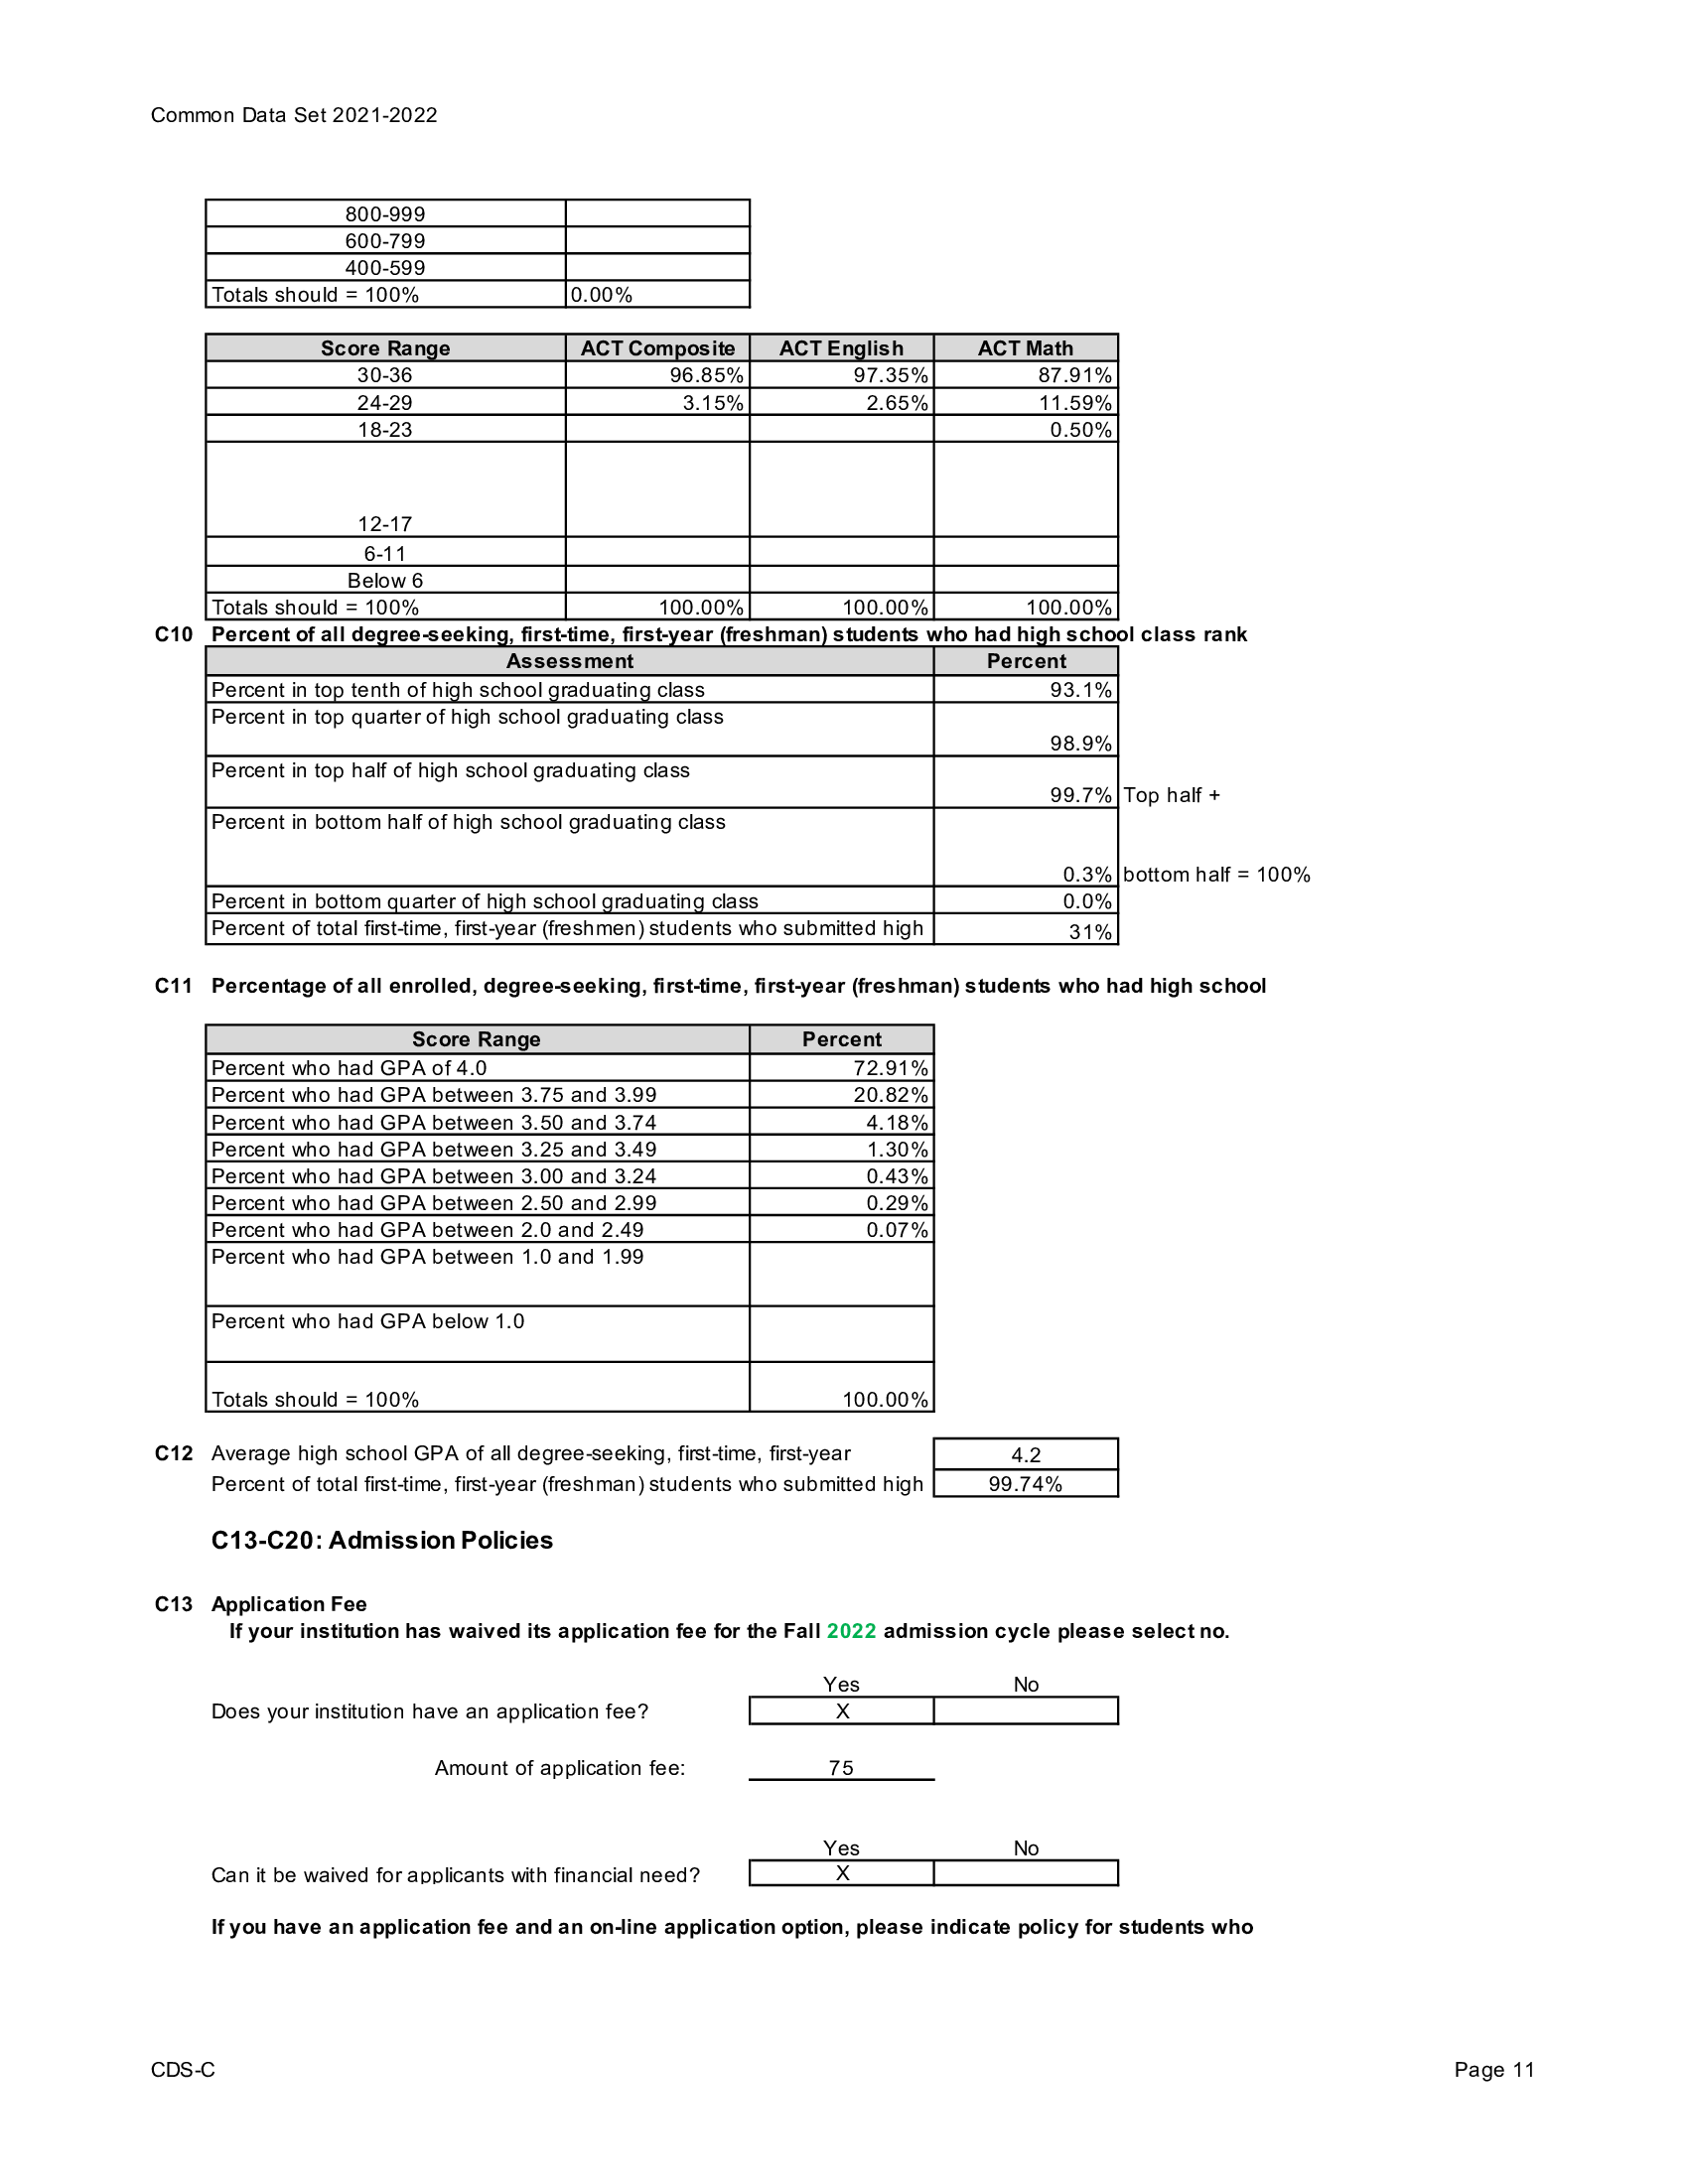 Common Data Set 2021-2022
800-999
600-799
400-599
Totals should = 100% 0.00%
Score Range ACT Composite ACT English ACT Math
30-36 96.85% 97.35% 87.91%
24-29 3.15% 2.65% 11.59%
18-23 0.50%
12-17
6-11
Below 6
Totals should = 100% 100.00% 100.00% 100.00%
C10 Percent of all degree-seeking, first-time, first-year (freshman) students who had high school class rank
Assessment Percent
Percent in top tenth of high school graduating class 93.1%
Percent in top quarter of high school graduating class 98.9%
Percent in top half of high school graduating class 99.7% Top half +
Percent in bottom half of high school graduating class 0.3% bottom half = 100%
Percent in bottom quarter of high school graduating class 0.0%
Percent of total first-time, first-year (freshmen) students who submitted high 31%
C11 Percentage of all enrolled, degree-seeking, first-time, first-year (freshman) students who had high school
Score Range Percent
Percent who had GPA of 4.0 72.91%
Percent who had GPA between 3.75 and 3.99 20.82%
Percent who had GPA between 3.50 and 3.74 4.18%
Percent who had GPA between 3.25 and 3.49 1.30%
Percent who had GPA between 3.00 and 3.24 0.43%
Percent who had GPA between 2.50 and 2.99 0.29%
Percent who had GPA between 2.0 and 2.49 0.07%
Percent who had GPA between 1.0 and 1.99
Percent who had GPA below 1.0
Totals should = 100% 100.00%
C12 Average high school GPA of all degree-seeking, first-time, first-year 4.2
Percent of total first-time, first-year (freshman) students who submitted high 99.74%
C13-C20: Admission Policies
C13 Application Fee
If your institution has waived its application fee for the Fall 2022 admission cycle please select no.
Yes No
Does your institution have an application fee? X
Amount of application fee: 75
Yes No
Can it be waived for applicants with financial need? X
If you have an application fee and an on-line application option, please indicate policy for students who
CDS-C Page 11